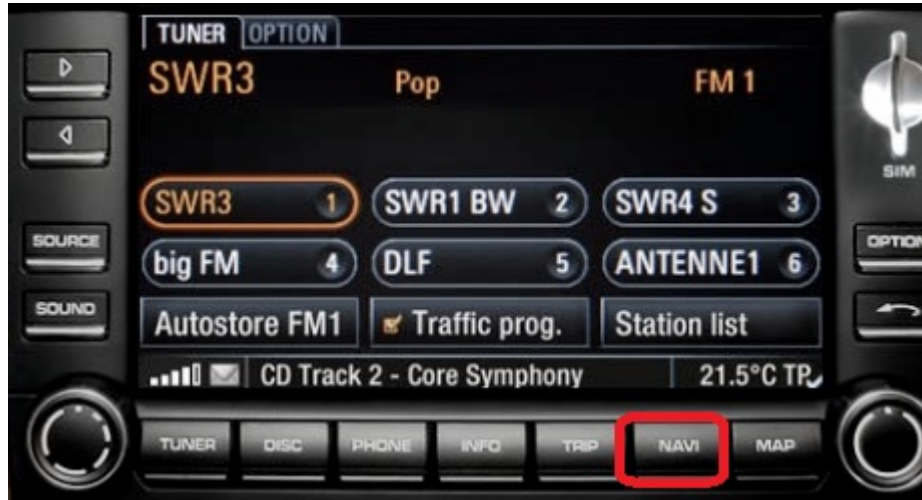 TUNER OPTION
SWR3 Pop FM 1
SIM
SWR3 1 SWR1 BW 2 SWR4 S 3
SOURCE
OPTION
big FM 4 DLF 5 ANTENNE1 6
SOUND
Autostore FM1 Traffic prog. Station list
CD Track 2 - Core Symphony 21.5°C TP
TUNER DISC PHONE INFO TRIP NAVI MAP